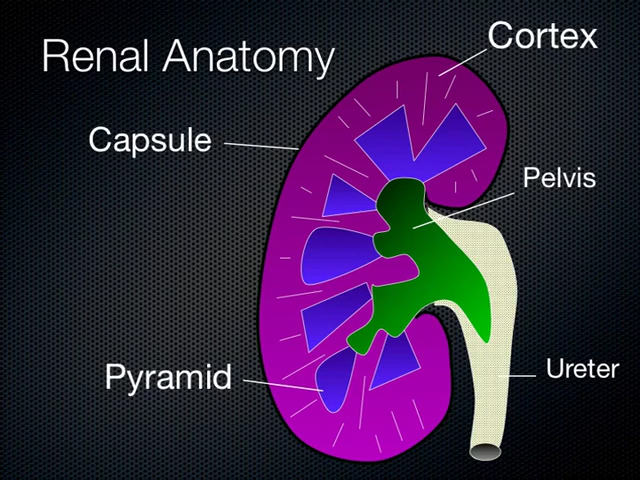 Renal Anatomy
Cortex
Capsule
Pelvis
Pyramid
Ureter